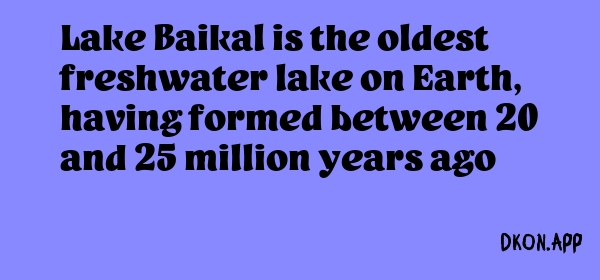 Lake Baikal is the oldest
freshwater lake on Earth,
having formed between 20
and 25 million years ago
DKON.APP